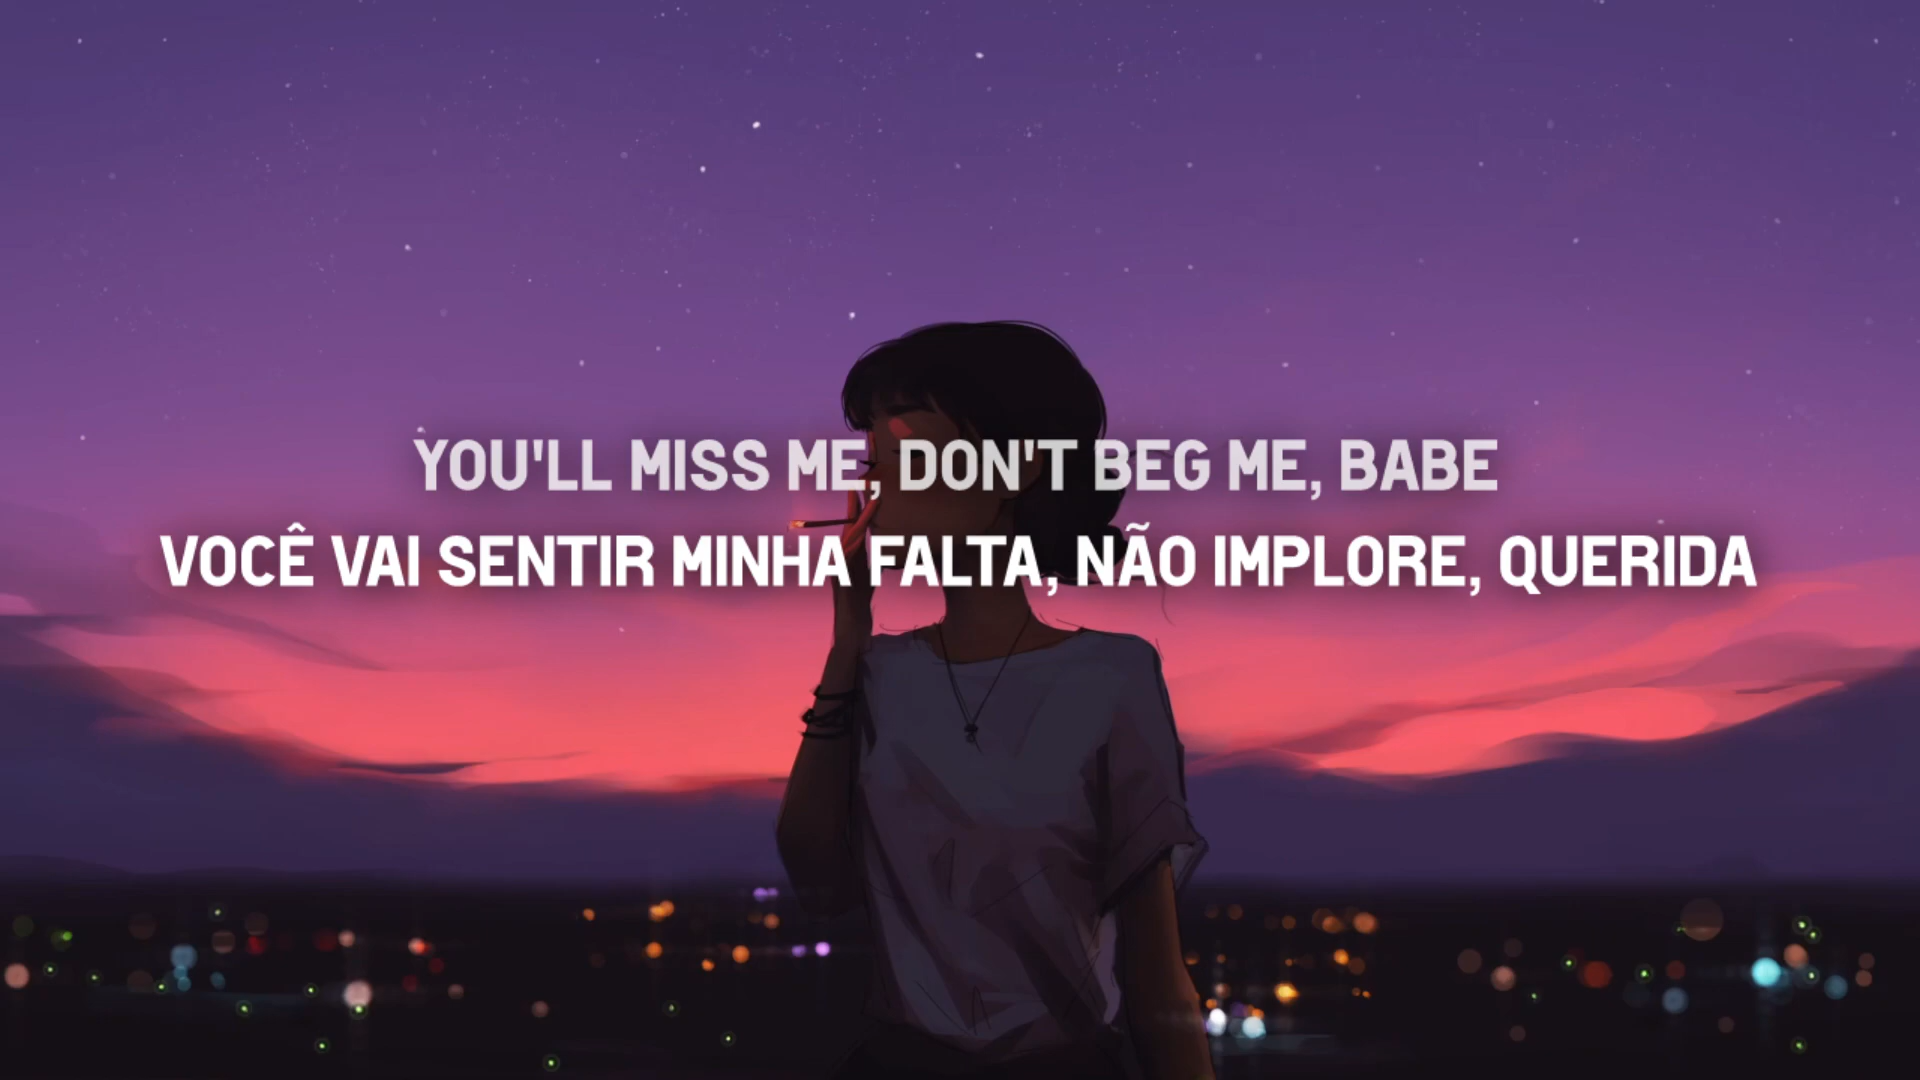 YOU'LL MISS ME, DON'T BEG ME, BABE
VOCÊ VAI SENTIR MINHA FALTA, NÃO IMPLORE, QUERIDA